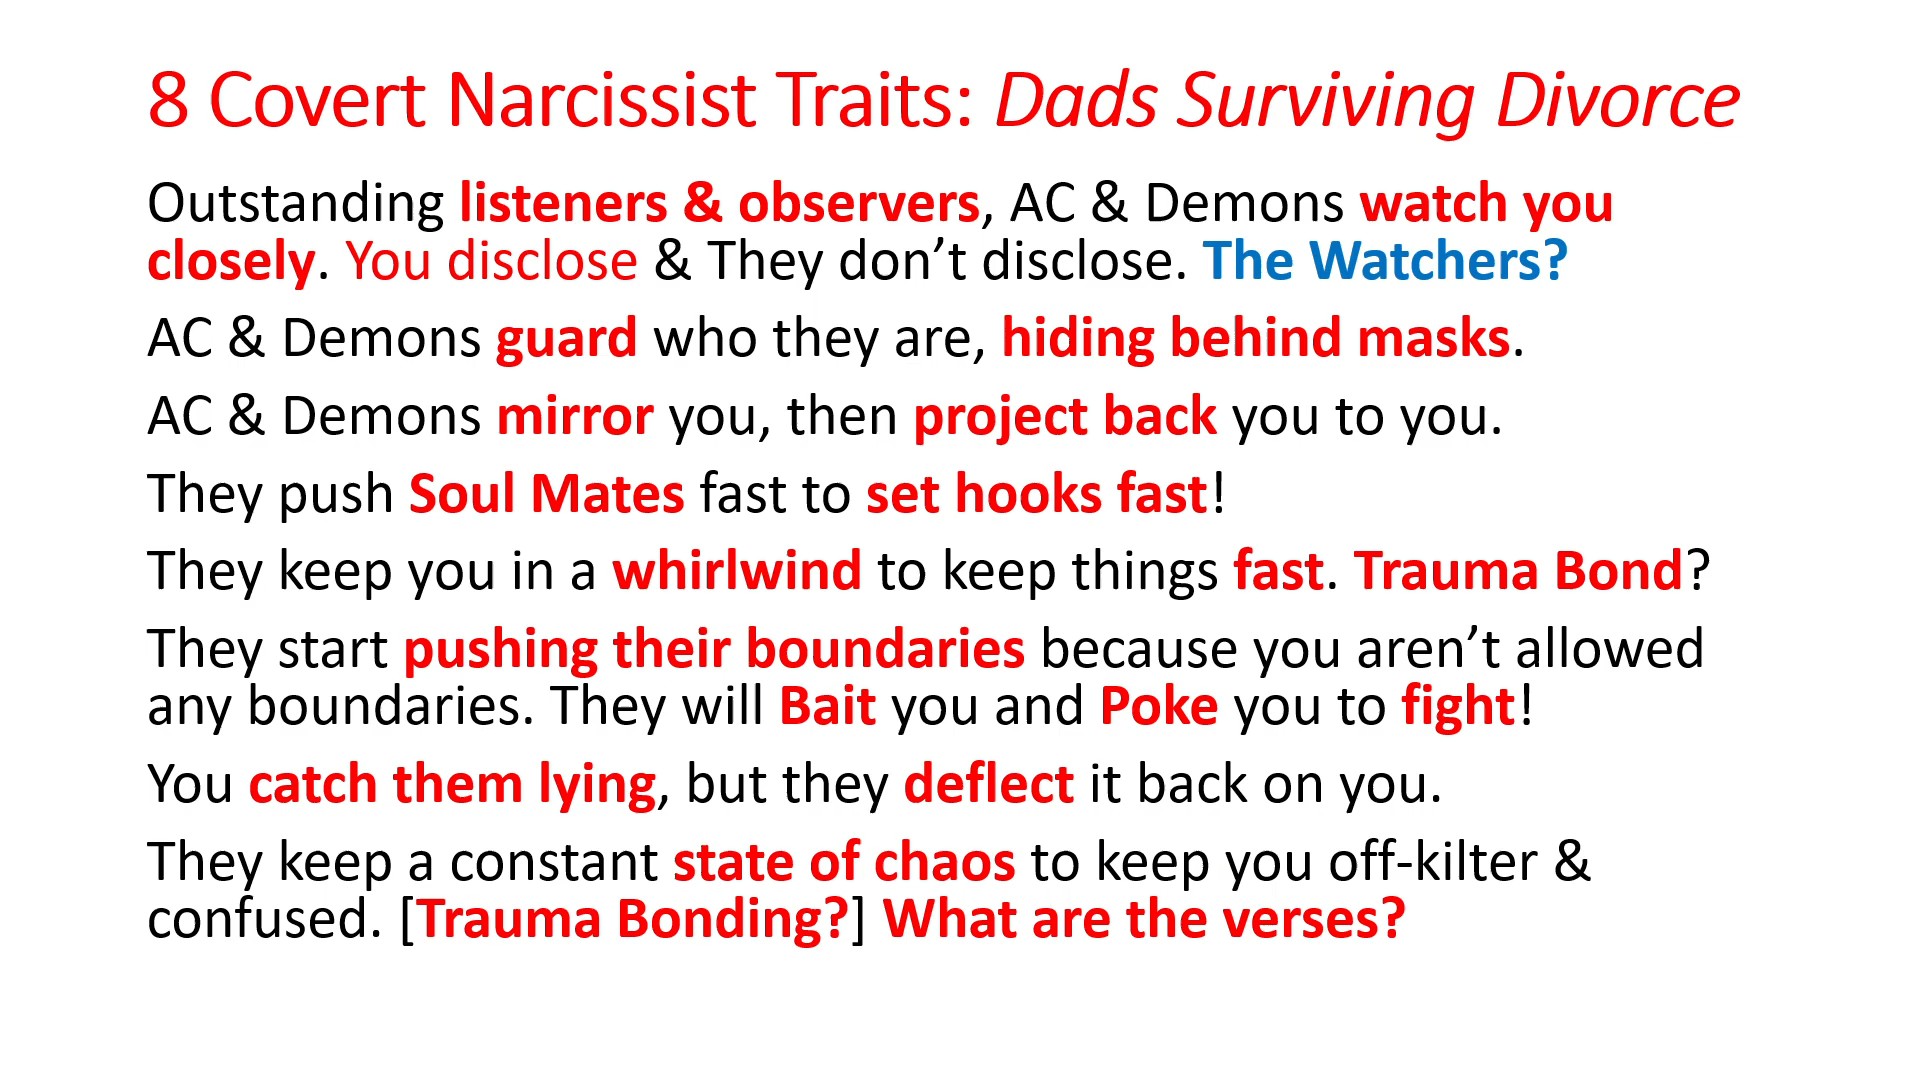 8 Covert Narcissist Traits: Dads Surviving Divorce
Outstanding listeners & observers, AC & Demons watch you
closely. You disclose & They don’t disclose. The Watchers?
AC & Demons guard who they are, hiding behind masks.
AC & Demons mirror you, then project back you to you.
They push Soul Mates fast to set hooks fast!
They keep you in a whirlwind to keep things fast. Trauma Bond?
They start pushing their boundaries because you aren’t allowed
any boundaries. They will Bait you and Poke you to fight!
You catch them lying, but they deflect it back on you.
They keep a constant state of chaos to keep you off-kilter &
confused. [Trauma Bonding?] What are the verses?